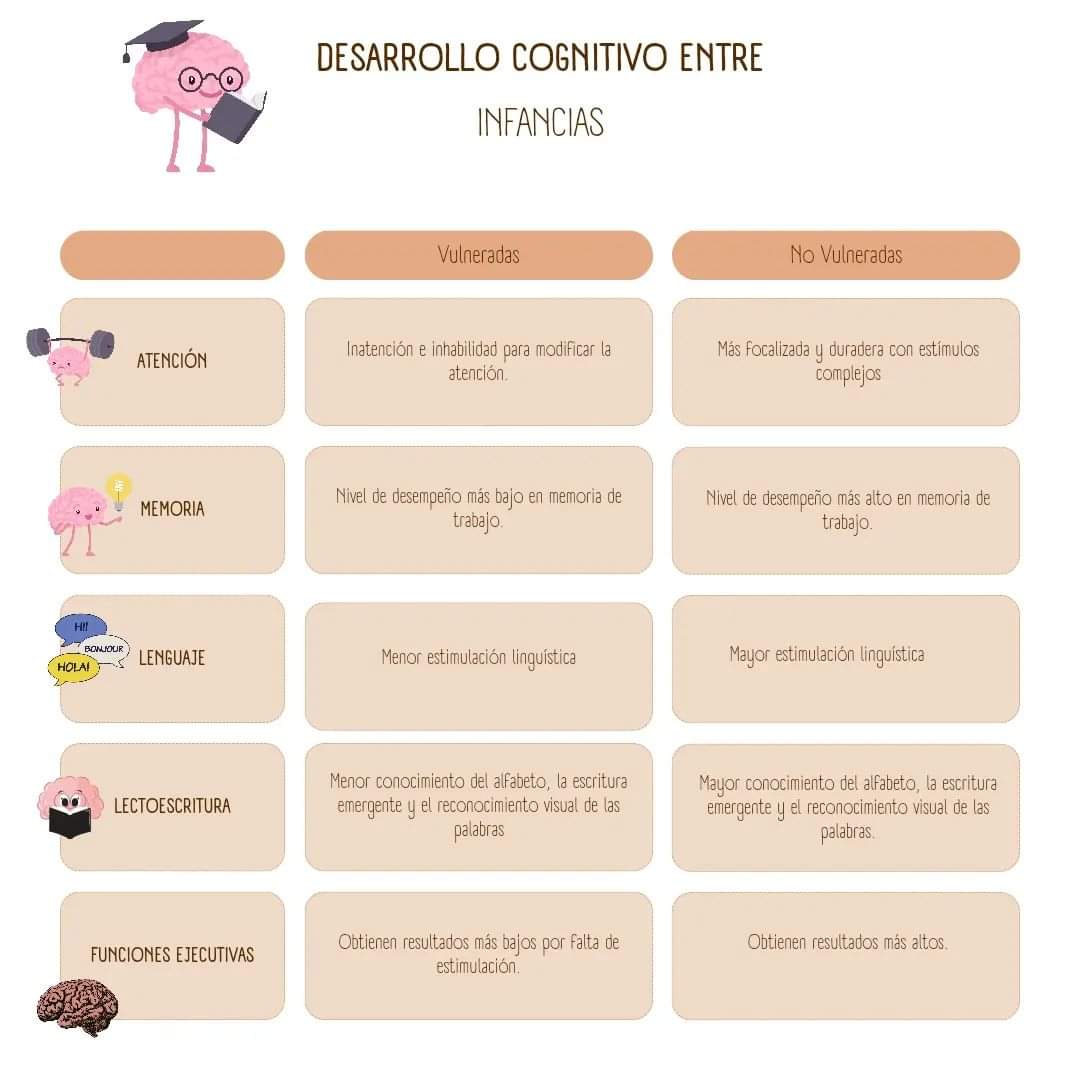 DESARROLLO COGNITIVO ENTRE
INFANCIAS
Vulneradas
No Vulneradas
ATENCIÓN
Inatención e inhabilidad para modificar la
atención.
Más focalizada y duradera con estímulos
complejos
MEMORIA
Nivel de desempeño más bajo en memoria de
trabajo.
Nivel de desempeño más alto en memoria de
trabajo.
HI!
BONJOUR
HOLA!
LENGUAJE
Menor estimulación linguística
Mayor estimulación linguística
LECTOESCRITURA
Menor conocimiento del alfabeto, la escritura
emergente y el reconocimiento visual de las
palabras
Mayor conocimiento del alfabeto, la escritura
emergente y el reconocimiento visual de las
palabras.
FUNCIONES EJECUTIVAS
Obtienen resultados más bajos por falta de
estimulación.
Obtienen resultados más altos.